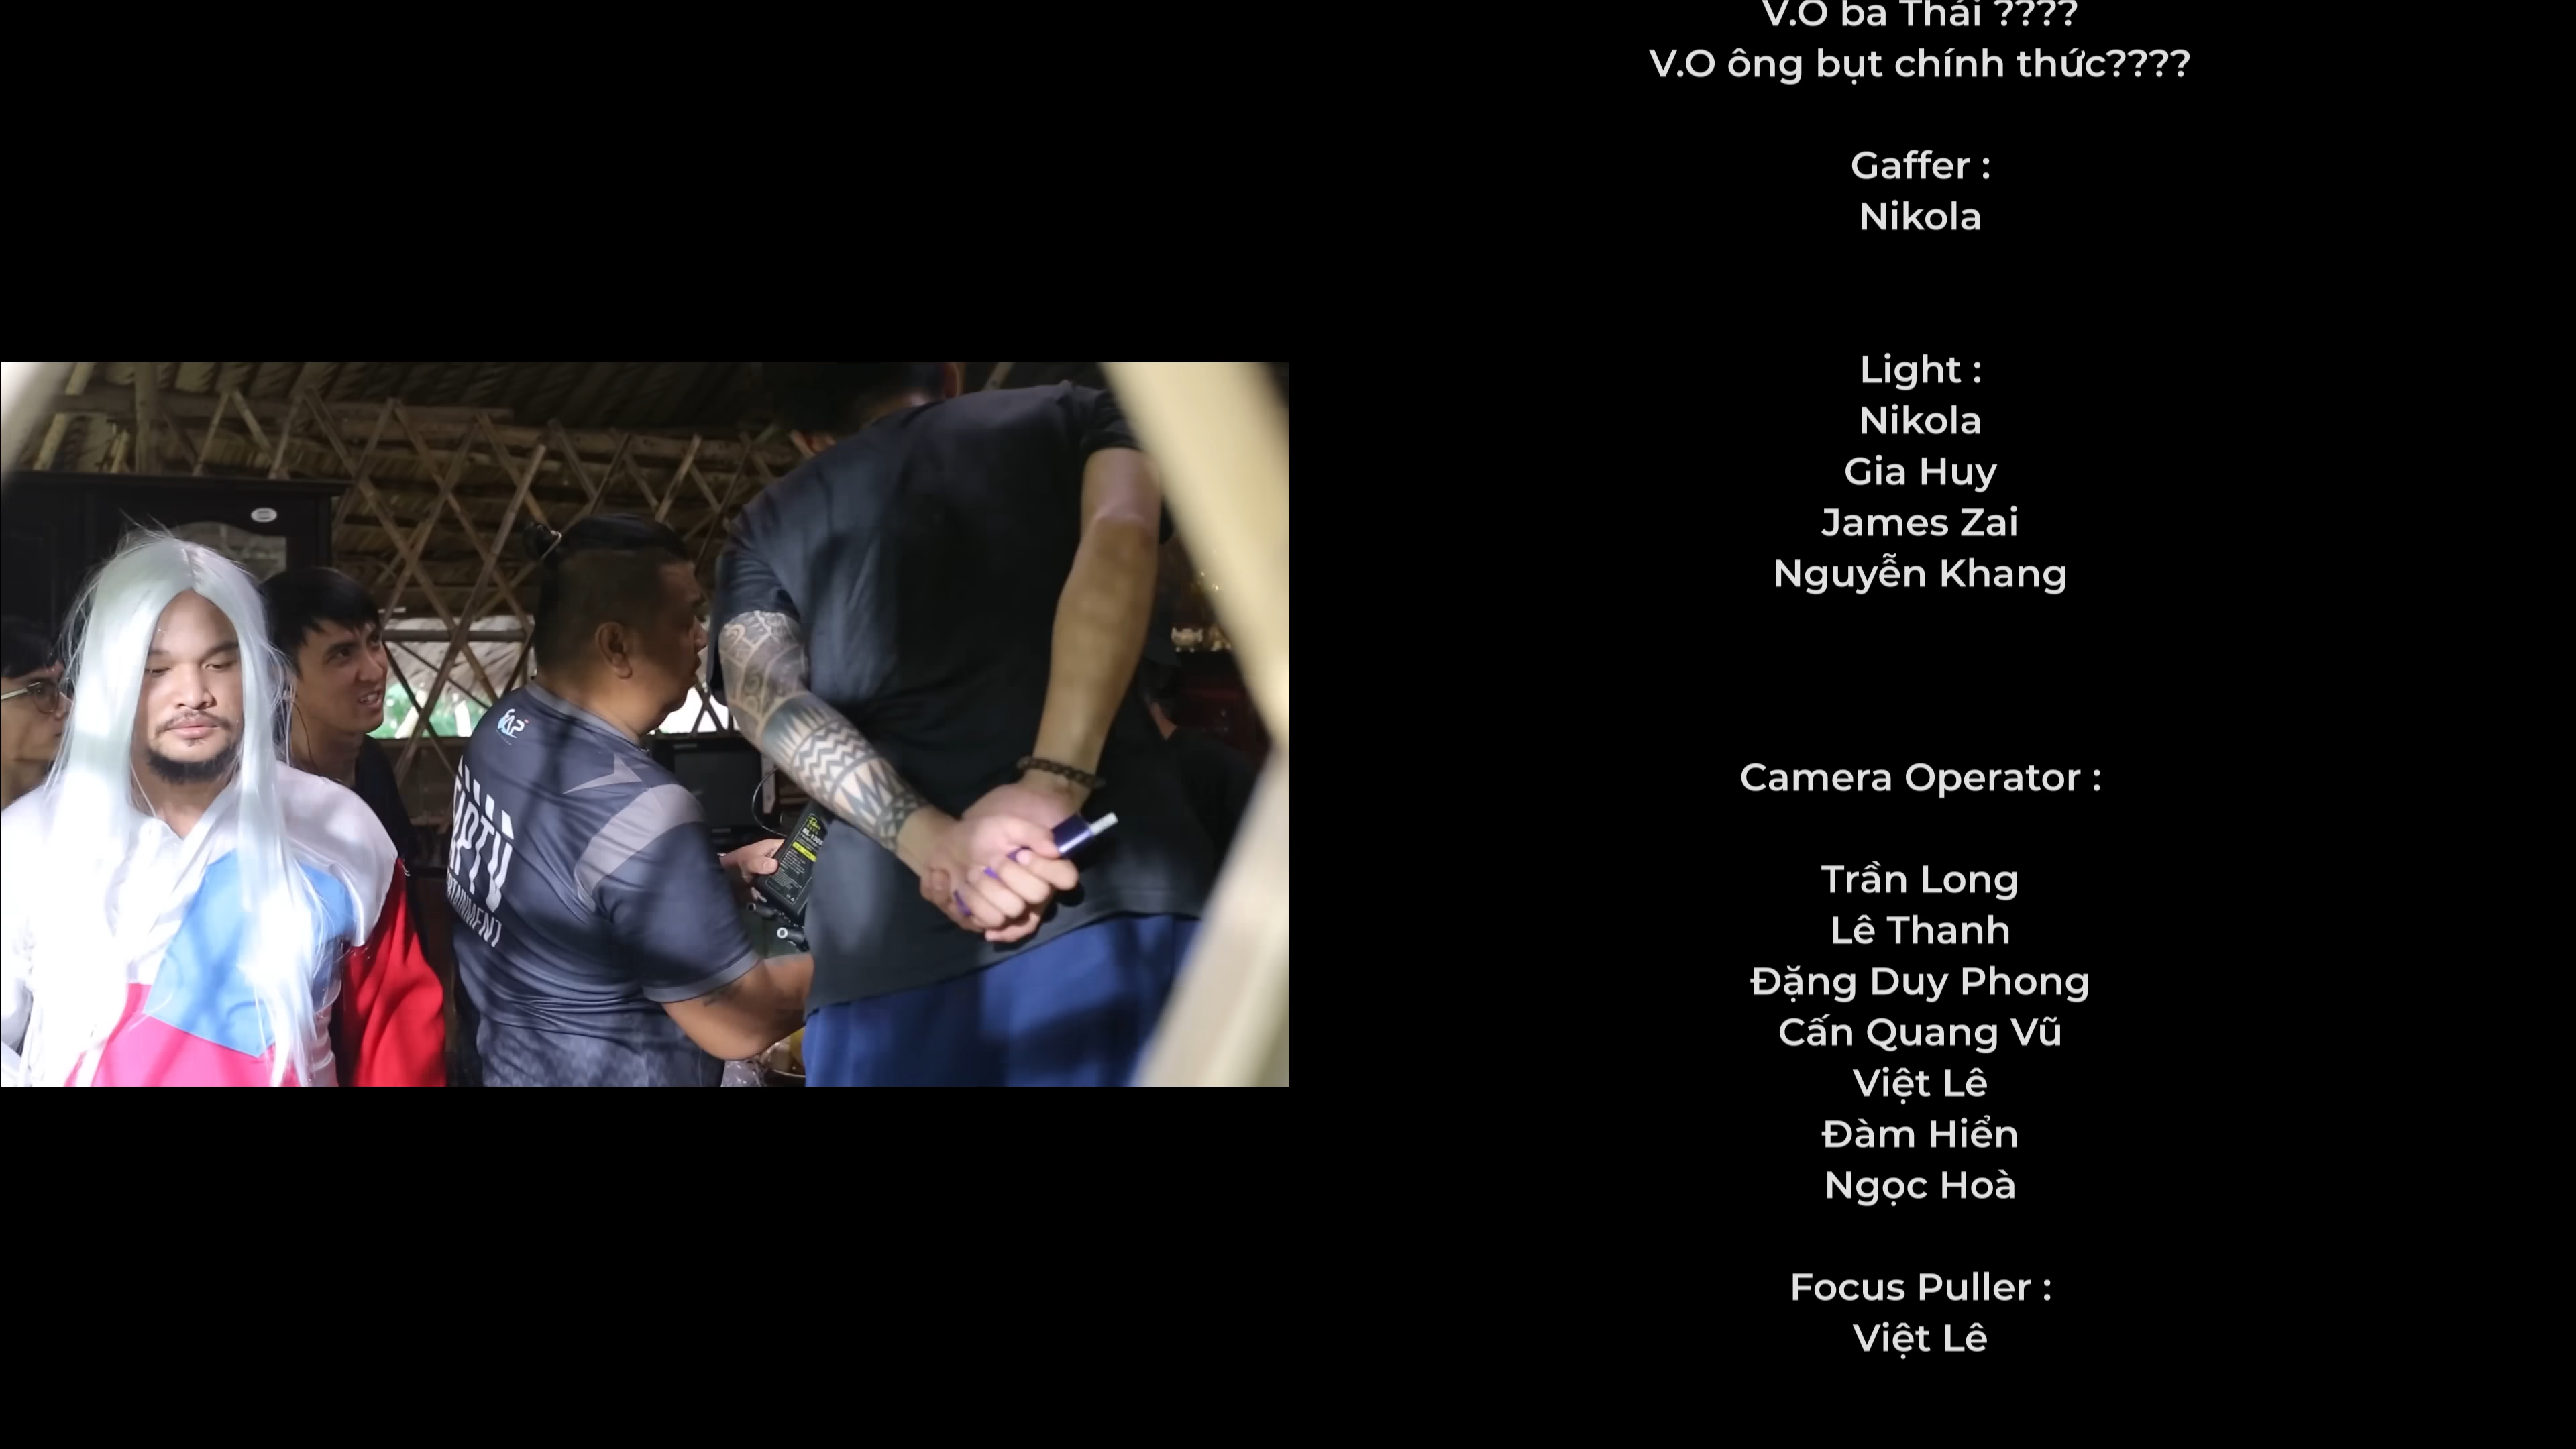 V.O ba Thái ????
V.O ông bụt chính thức????
Gaffer :
Nikola
Light :
Nikola
Gia Huy
James Zai
Nguyễn Khang
Camera Operator :
Trần Long
Lê Thanh
Đặng Duy Phong
Cấn Quang Vũ
Việt Lê
Đàm Hiển
Ngọc Hoà
Focus Puller :
Việt Lê